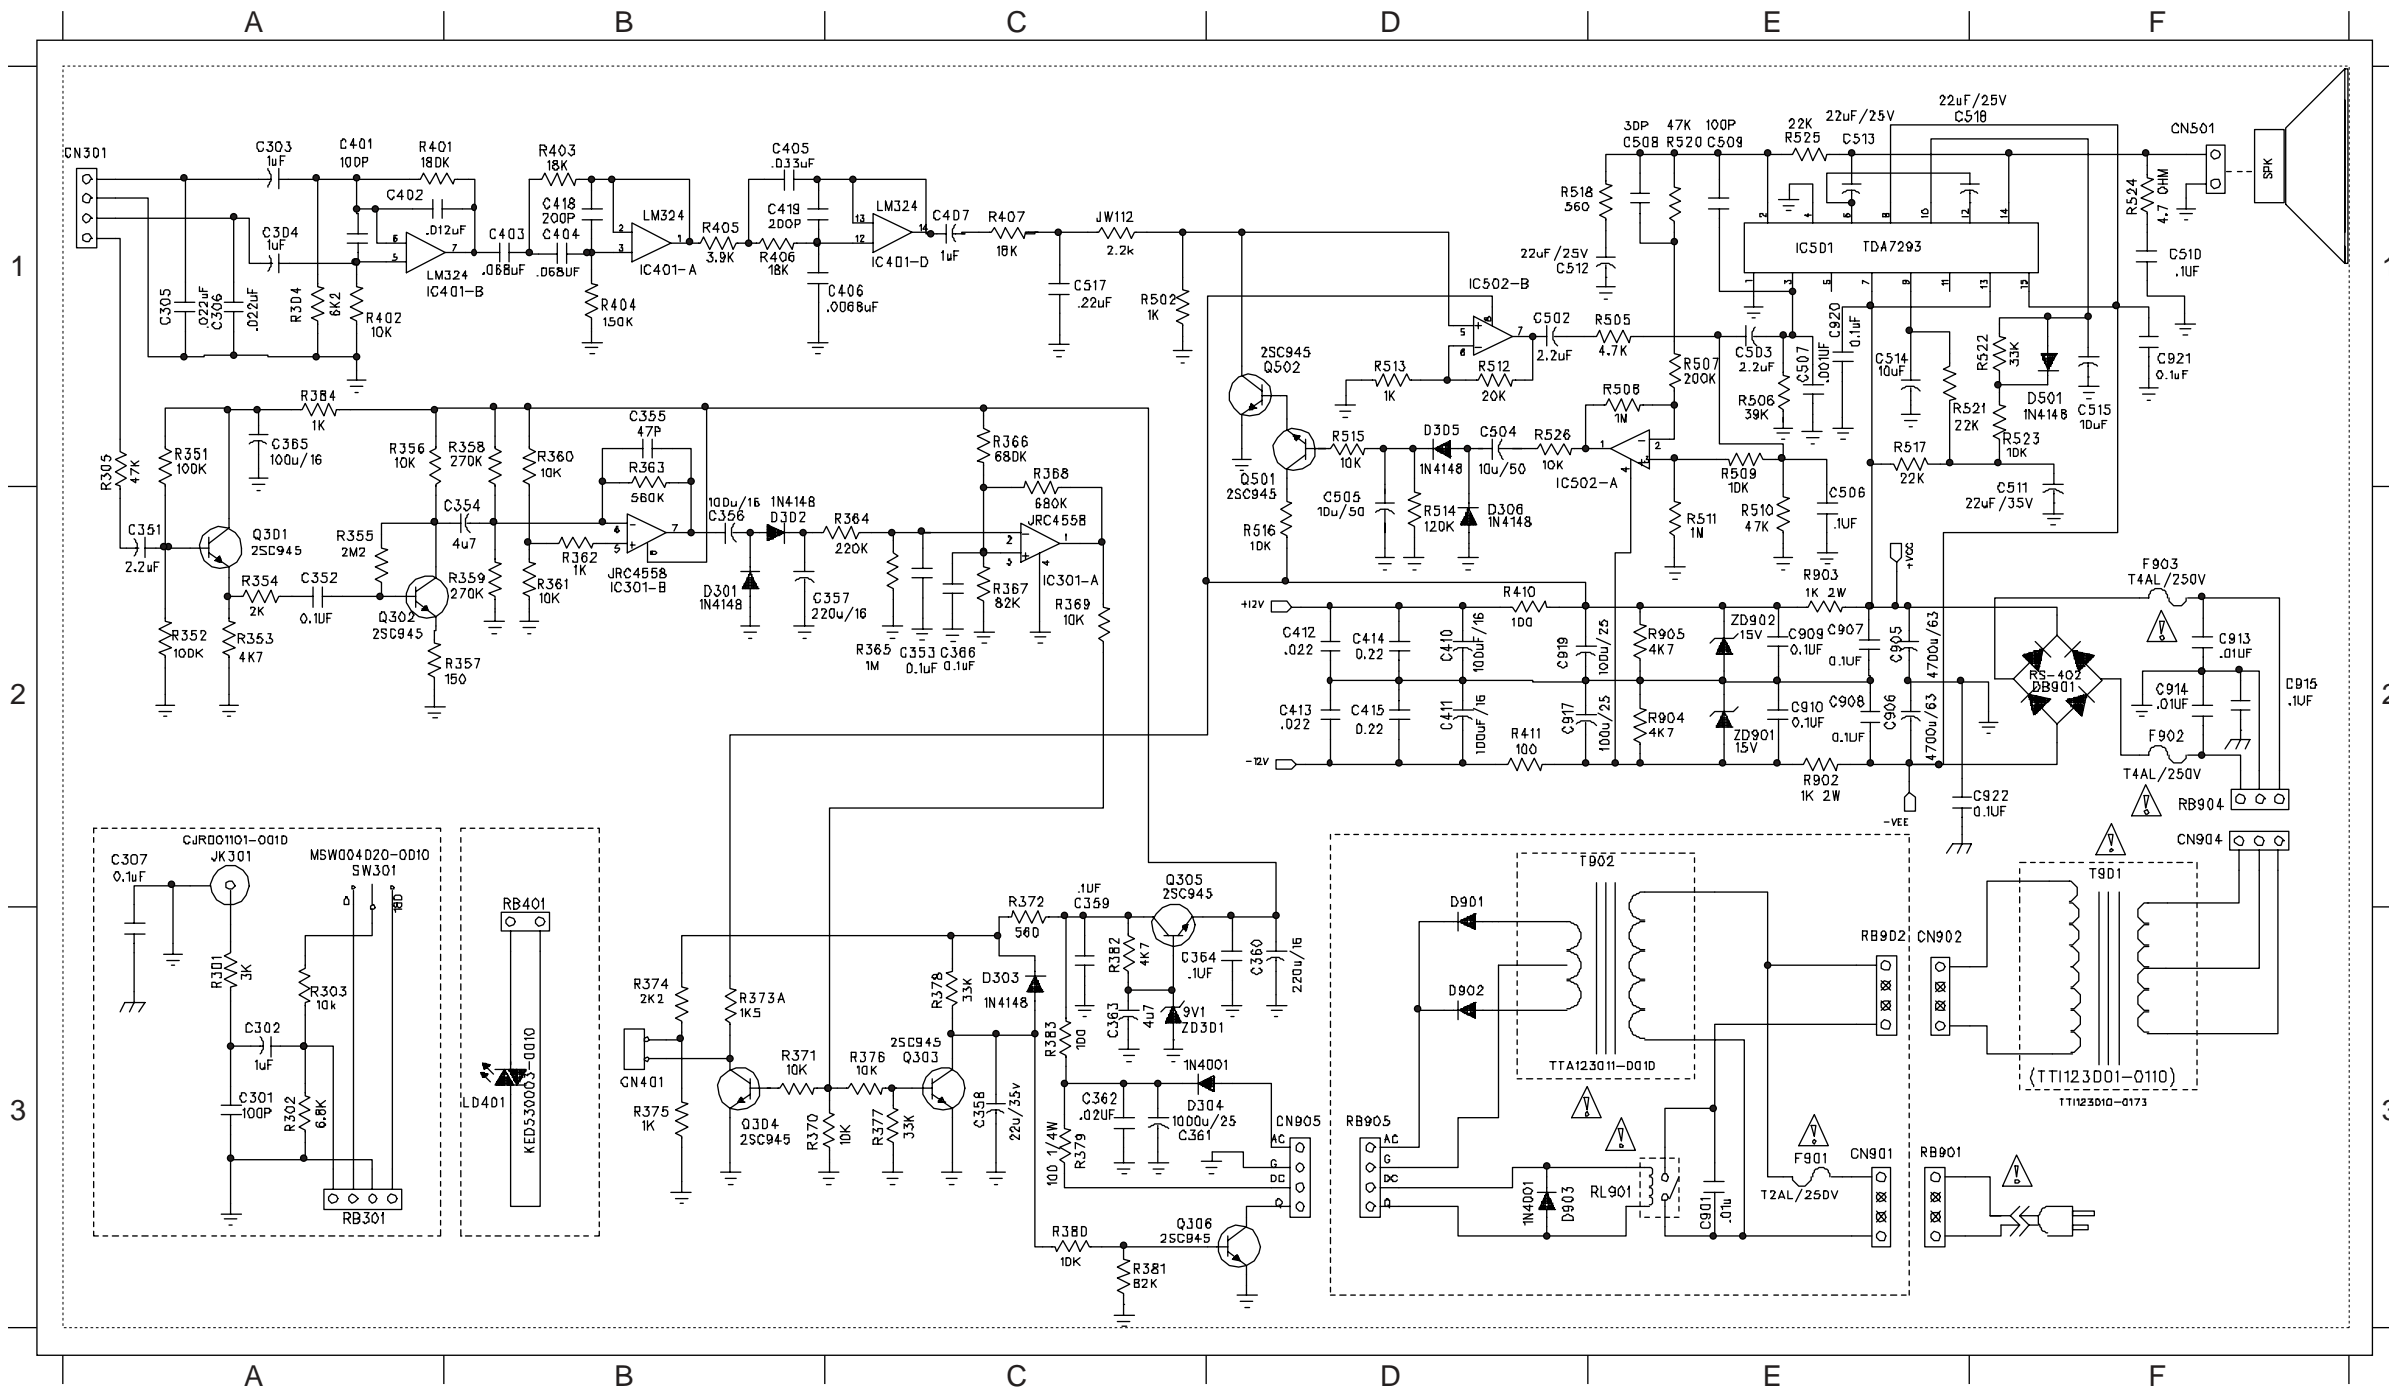 A B C D E F
1
2
3
CN301
C303
1uF
C401
100P
R401
180K
C402
.012uF
C304
1uF
LM324
IC401-B
C305
.022uF
C306
.022uF
R304
6K2
R402
10K
C403
.068uF
R403
18K
C418
200P
C404
.068UF
LM324
IC401-A
R404
150K
R405
3.9K
C405
.033uF
C419
200P
R406
18K
C406
.0068uF
LM324
IC401-D
C407
1uF
R407
18K
JW112
2.2k
C517
.22uF
R502
1K
2SC945
Q502
IC502-B
R513
1K
R512
20K
C502
2.2uF
22uF/25V
C512
R518
560
30P
C508
47K
R520
100P
C509
22K
R525
22uF/25V
C513
22uF/25V
C518
IC501 TDA7293
CN501
SPK
R524
4.7 OHM
C510
.1UF
R505
4.7K
C503
2.2uF
R507
200K
R506
39K
C507
.001UF
C920
0.1uF
C514
10uF
R521
22K
R522
33K
D501
1N4148
C515
10uF
C921
0.1uF
R523
10K
R517
22K
C511
22uF/35V
R508
1N
IC502-A
R509
10K
R510
47K
R511
1N
C506
.1UF
R526
10K
C504
10u/50
D305
1N4148
R515
10K
Q501
2SC945
R516
10K
C505
10u/50
R514
120K
D306
1N4148
R384
1K
C365
100u/16
R305
47K
R351
100K
C351
2.2uF
Q301
2SC945
R355
2M2
R356
10K
R354
2K
C352
0.1UF
Q302
2SC945
R352
100K
R353
4K7
R357
150
C354
4u7
R358
270K
R359
270K
R360
10K
R361
10K
R362
1K
C355
47P
R363
560K
JRC4558
IC301-B
100u/16
C356
1N4148
D302
D301
1N4148
C357
220u/16
R364
220K
R365
1M
C353
0.1uF
C366
0.1uF
R366
680K
R367
82K
R368
680K
JRC4558
IC301-A
R369
10K
+12V
-12V
C412
.022
C413
.022
C414
0.22
C415
0.22
C410
100uF/16
C411
100uF/16
R410
100
R411
100
C919
100u/25
C917
100u/25
R905
4K7
R904
4K7
ZD902
15V
ZD901
15V
C909
0.1UF
C910
0.1UF
R903
1K 2W
R902
1K 2W
C907
0.1UF
C908
0.1UF
C905
4700u/63
C906
4700u/63
+VCC
-VEE
RS-402
DB901
F903
T4AL/250V
C913
.01UF
C914
.01UF
C915
.1UF
F902
T4AL/250V
RB904
C922
0.1UF
CN904
CJR001101-001D
JK301
C307
0.1uF
MSW004D20-0D10
SW301
0
180
R301
3K
R303
10k
C302
1uF
C301
100P
R302
6.8K
RB301
RB401
LD401
KED530003-0010
R374
2K2
R373A
1K5
CN401
R375
1K
Q304
2SC945
R371
10K
R370
10K
R376
10K
R377
33K
2SC945
Q303
R378
33K
D303
1N4148
C358
22u/35v
R372
560
.1UF
C359
R382
4K7
Q305
2SC945
C363
4u7
9V1
ZD301
C364
.1UF
C360
220u/16
R383
100
1N4001
D304
C362
.02UF
1000u/25
C361
100 1/4W
R379
R380
10K
R381
82K
Q306
2SC945
CN905
AC
G
DC
Q
RB905
AC
G
DC
Q
D901
D902
T902
TTA123011-001D
1N4001
D903
RL901
C901
.01u
F901
T2AL/250V
CN901
RB901
RB902
CN902
T901
(TTI123D01-0110)
TTI123D10-0173
A B C D E F